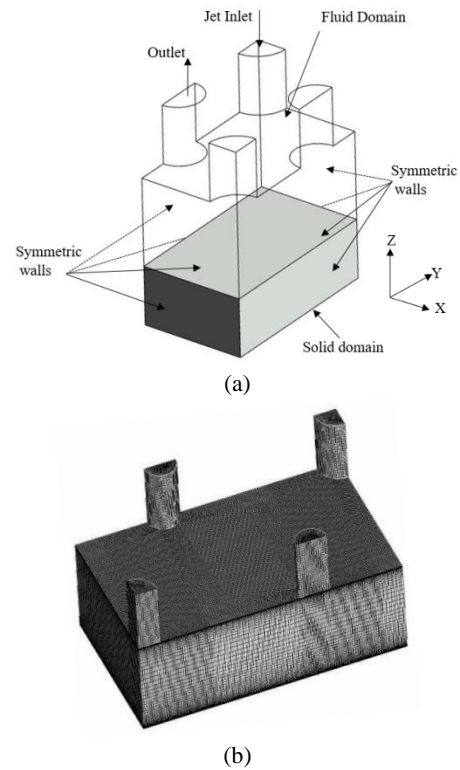 Jet Inlet
Fluid Domain
Outlet
Symmetric
walls
Symmetric
walls
Z
Y
X
Solid domain
(a)
(b)